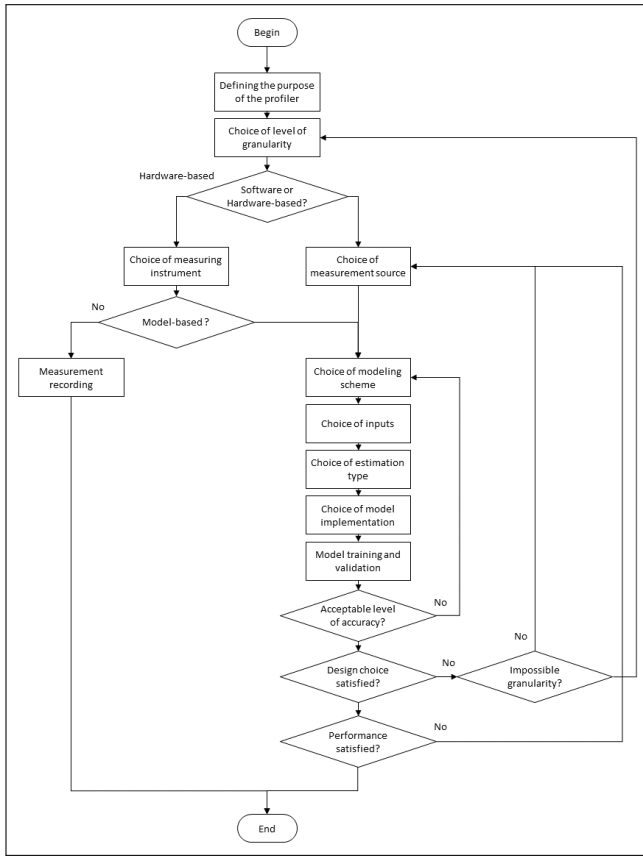 Begin
Defining the purpose
of the profiler
Choice of level of
granularity
Hardware-based
Software or
Hardware-based?
Choice of measuring
instrument
Choice of
measurement source
No
Model-based ?
Measurement
recording
Choice of modeling
scheme
Choice of inputs
Choice of estimation
type
Choice of model
implementation
Model training and
validation
Acceptable level
of accuracy?
No
Design choice
satisfied?
No
No
Impossible
granularity?
Performance
satisfied?
No
End